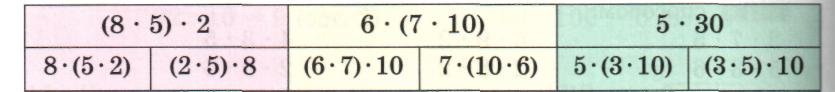 (8 · 5) · 2 6 · (7 · 10) 5 · 30
8·(5·2) (2·5)·8 (6·7)·10 7·(10·6) 5·(3·10) (3·5)·10